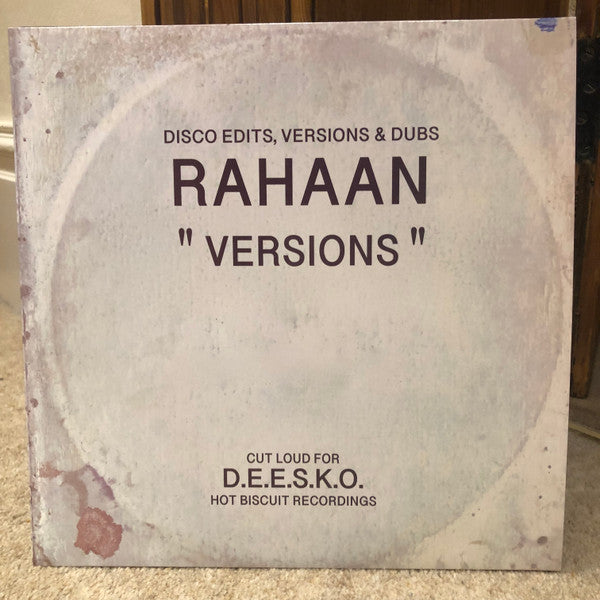 DISCO EDITS, VERSIONS & DUBS
RAHAAN
" VERSIONS "
CUT LOUD FOR
D.E.E.S.K.O.
HOT BISCUIT RECORDINGS